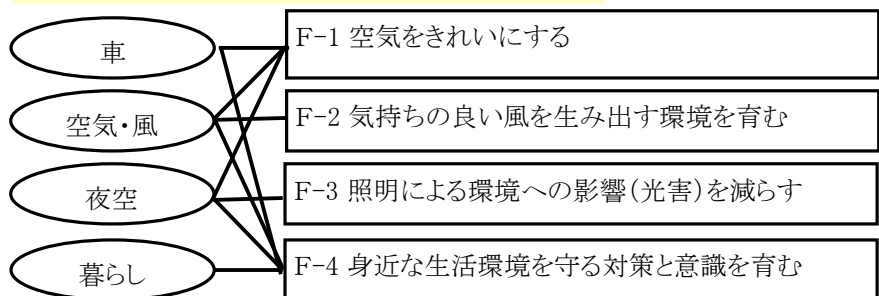 車
F-1 空気をきれいにする
空気・風
F-2 気持ちの良い風を生み出す環境を育む
夜空
F-3 照明による環境への影響(光害)を減らす
暮らし
F-4 身近な生活環境を守る対策と意識を育む